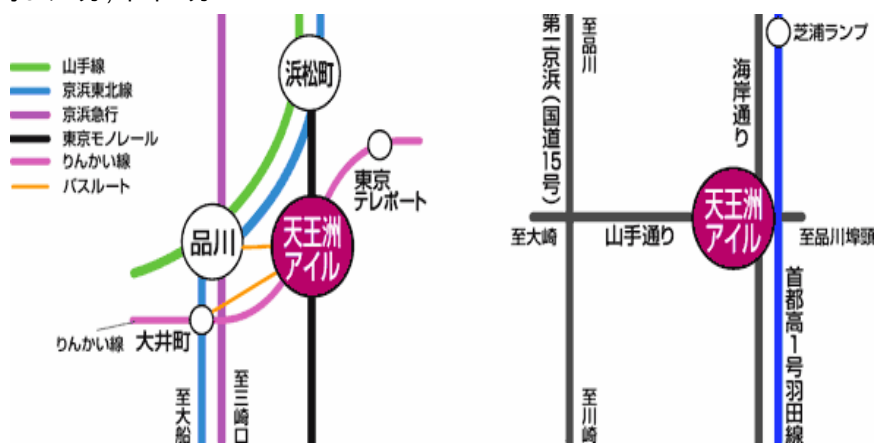 山手線
京浜東北線
京浜急行
東京モノレール
りんかい線
バスルート
浜松町
東京
テレポート
品川
天王洲
アイル
りんかい線
大井町
至大船
至三崎口
第一京浜(国道15号)
至品川
海岸通り
芝浦ランプ
天王洲
アイル
至大崎
山手通り
至品川埠頭
首都高1号羽田線
至川崎